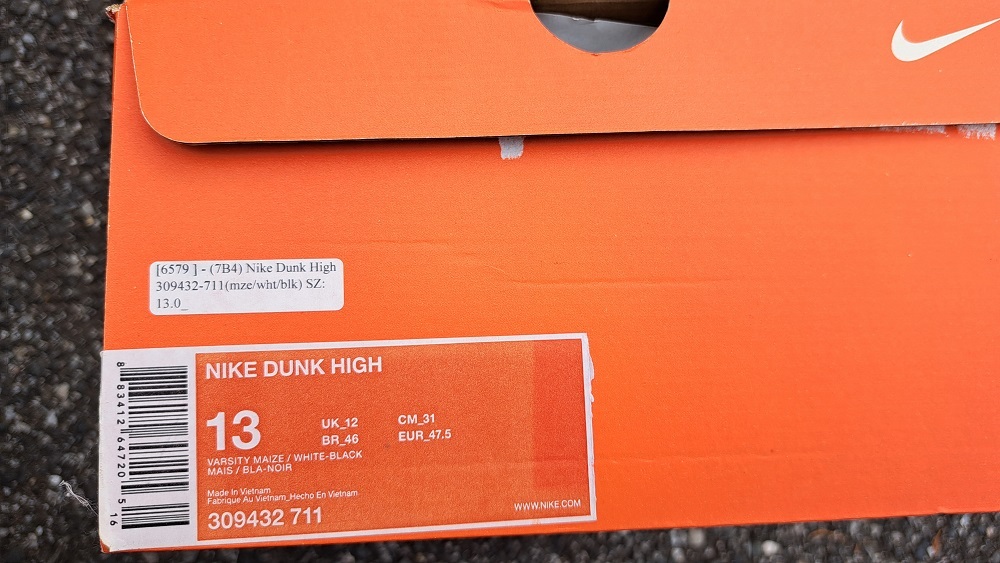 [6579 ] - (7B4) Nike Dunk High
309432-711(mze/wht/blk) SZ:
13.0_
NIKE DUNK HIGH
13
UK_12
CM_31
BR_46
EUR_47.5
VARSITY MAIZE / WHITE-BLACK
MAIS / BLA-NOIR
Made In Vietnam
Fabrique Au Vietnam_Hecho En Vietnam
309432 711
WWW.NIKE.COM
8 83412 64720 5 16